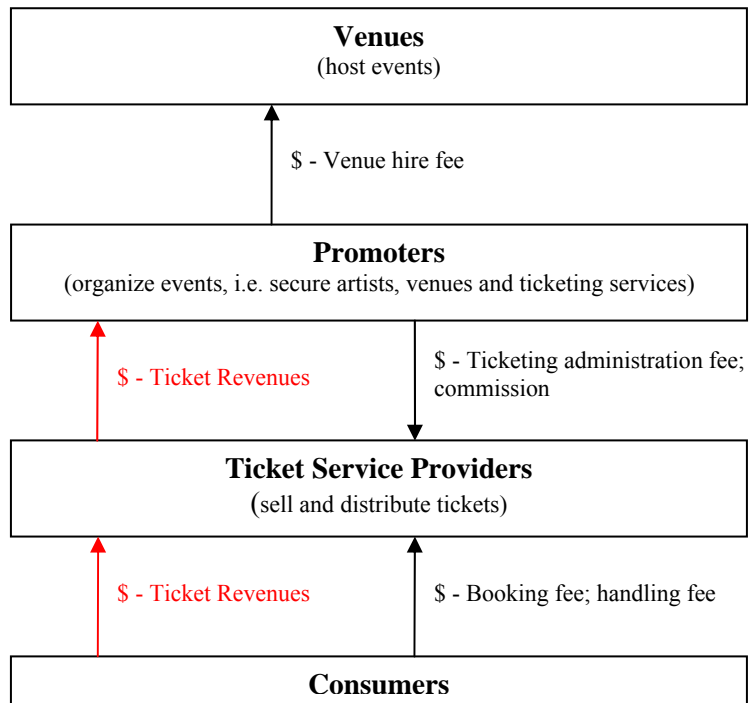 Venues
(host events)
$ - Venue hire fee
Promoters
(organize events, i.e. secure artists, venues and ticketing services)
$ - Ticket Revenues
$ - Ticketing administration fee;
commission
Ticket Service Providers
(sell and distribute tickets)
$ - Ticket Revenues
$ - Booking fee; handling fee
Consumers